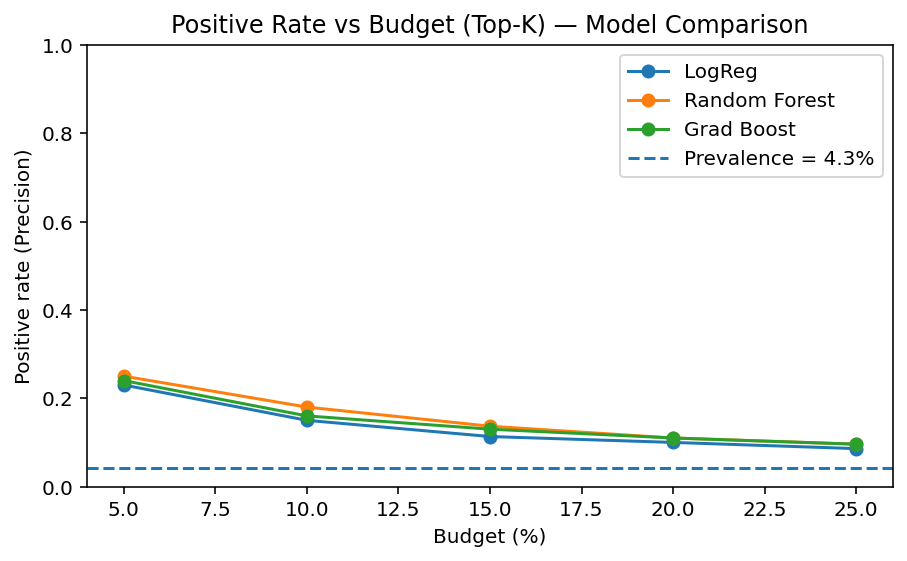 Positive Rate vs Budget (Top-K) — Model Comparison
Positive rate (Precision)
1.0
0.8
0.6
0.4
0.2
0.0
LogReg
Random Forest
Grad Boost
Prevalence = 4.3%
5.0 7.5 10.0 12.5 15.0 17.5 20.0 22.5 25.0
Budget (%)